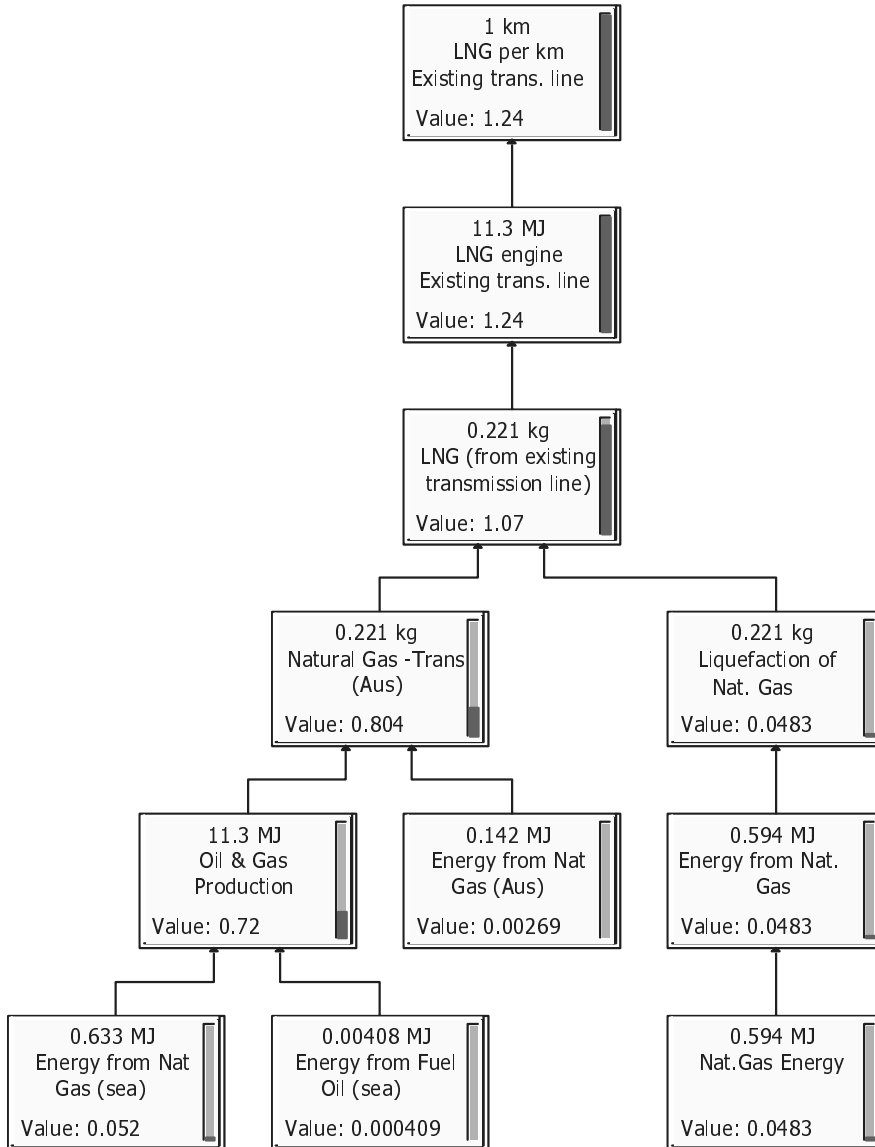 1 km
LNG per km
Existing trans. line
Value: 1.24
11.3 MJ
LNG engine
Existing trans. line
Value: 1.24
0.221 kg
LNG (from existing
transmission line)
Value: 1.07
0.221 kg
Natural Gas -Trans
(Aus)
Value: 0.804
0.221 kg
Liquefaction of
Nat. Gas
Value: 0.0483
11.3 MJ
Oil & Gas
Production
Value: 0.72
0.142 MJ
Energy from Nat
Gas (Aus)
Value: 0.00269
0.594 MJ
Energy from Nat.
Gas
Value: 0.0483
0.633 MJ
Energy from Nat
Gas (sea)
Value: 0.052
0.00408 MJ
Energy from Fuel
Oil (sea)
Value: 0.000409
0.594 MJ
Nat.Gas Energy
Value: 0.0483